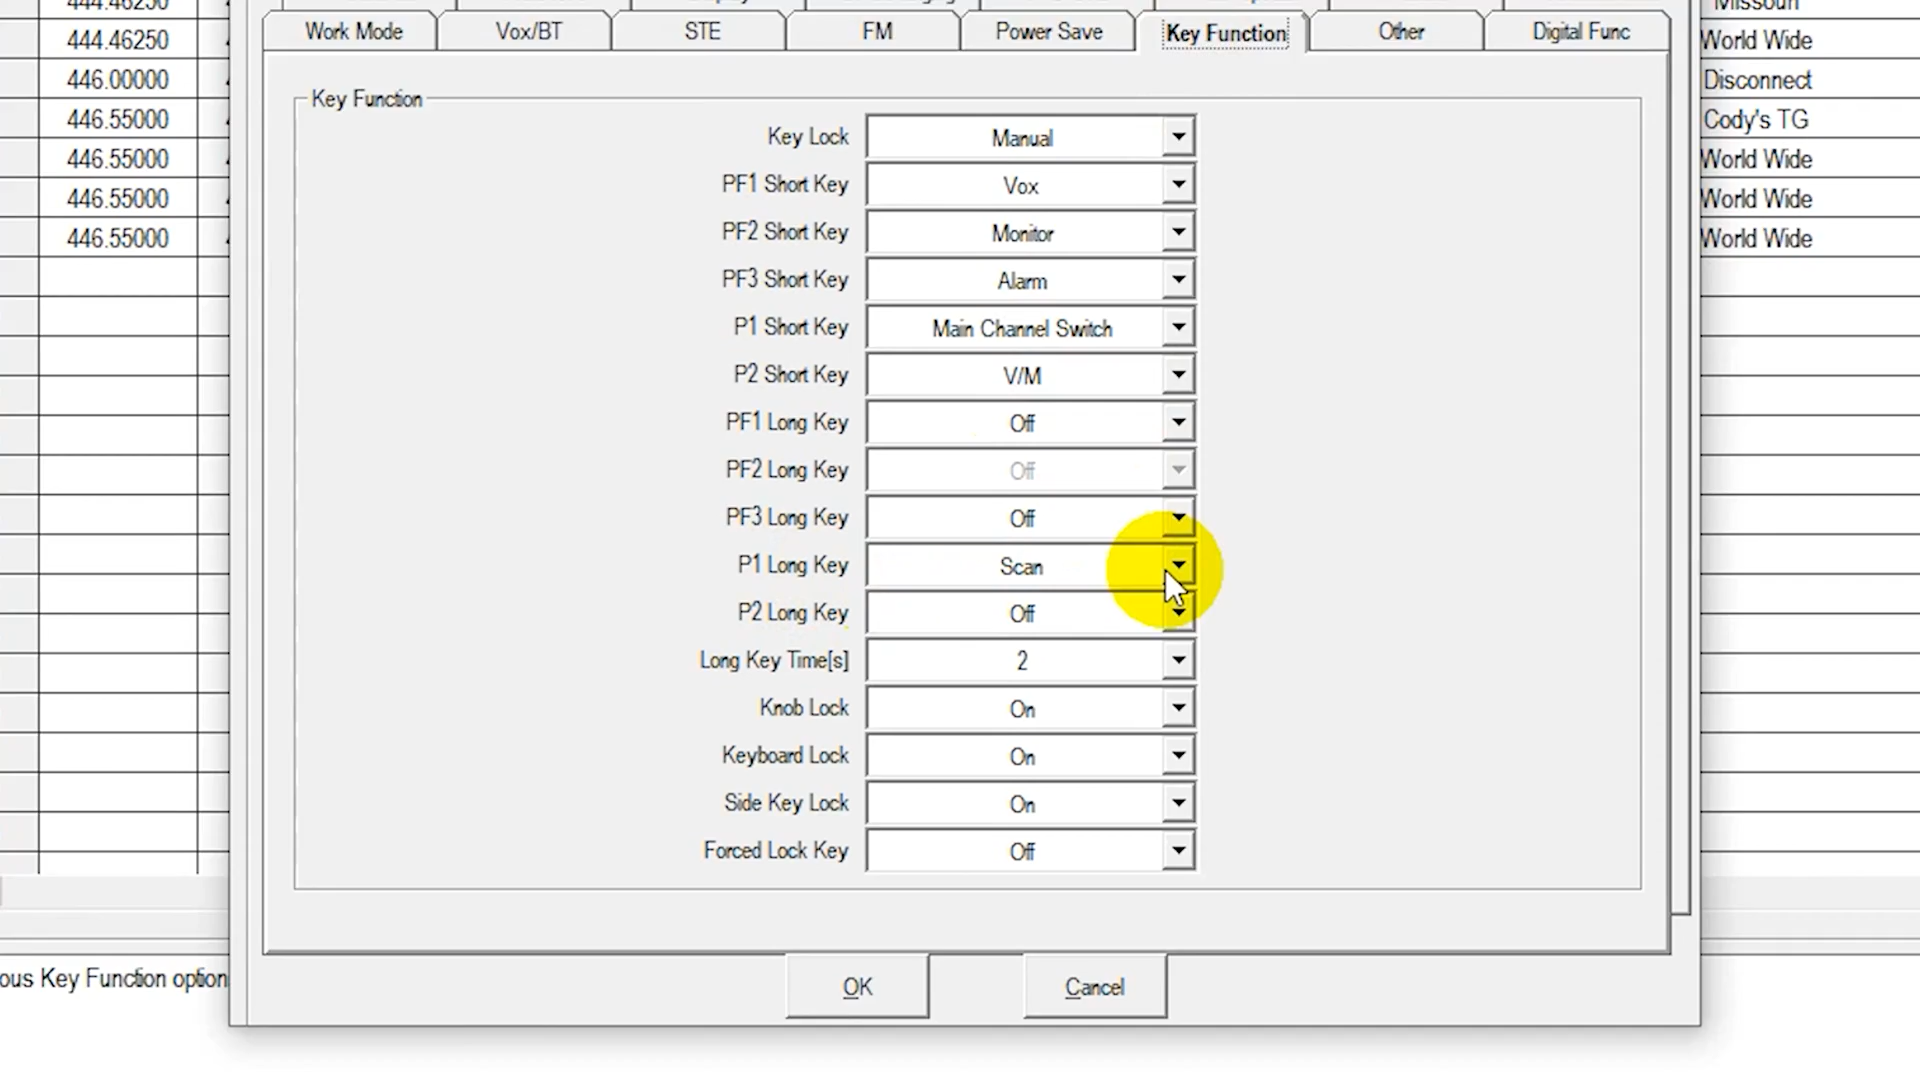 Work Mode Vox/BT STE FM Power Save Key Function Other Digital Func
444.46250
446.00000
446.55000
446.55000
446.55000
446.55000
Missouri
World Wide
Disconnect
Cody's TG
World Wide
World Wide
World Wide
Key Function
Key Lock Manual
PF1 Short Key Vox
PF2 Short Key Monitor
PF3 Short Key Alarm
P1 Short Key Main Channel Switch
P2 Short Key V/M
PF1 Long Key Off
PF2 Long Key Off
PF3 Long Key Off
P1 Long Key Scan
P2 Long Key Off
Long Key Time[s] 2
Knob Lock On
Keyboard Lock On
Side Key Lock On
Forced Lock Key Off
OK Cancel
ous Key Function option